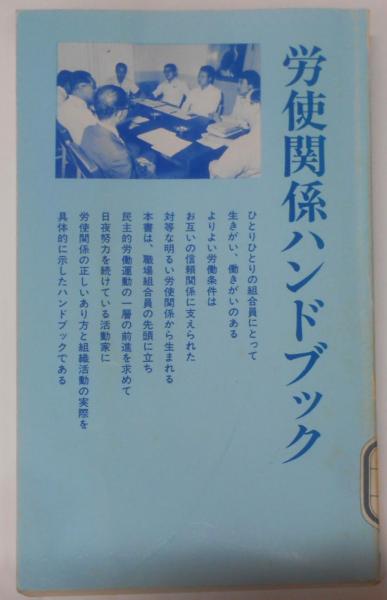 労使関係ハンドブック
ひとりひとりの組合員にとって
生きがい、働きがいのある
よりよい労働条件は
お互いの信頼関係に支えられた
対等な明るい労使関係から生まれる
本書は、職場組合員の先頭に立ち
民主的労働運動の一層の前進を求めて
日夜努力を続けている活動家に
労使関係の正しいあり方と組織活動の実際を
具体的に示したハンドブックである